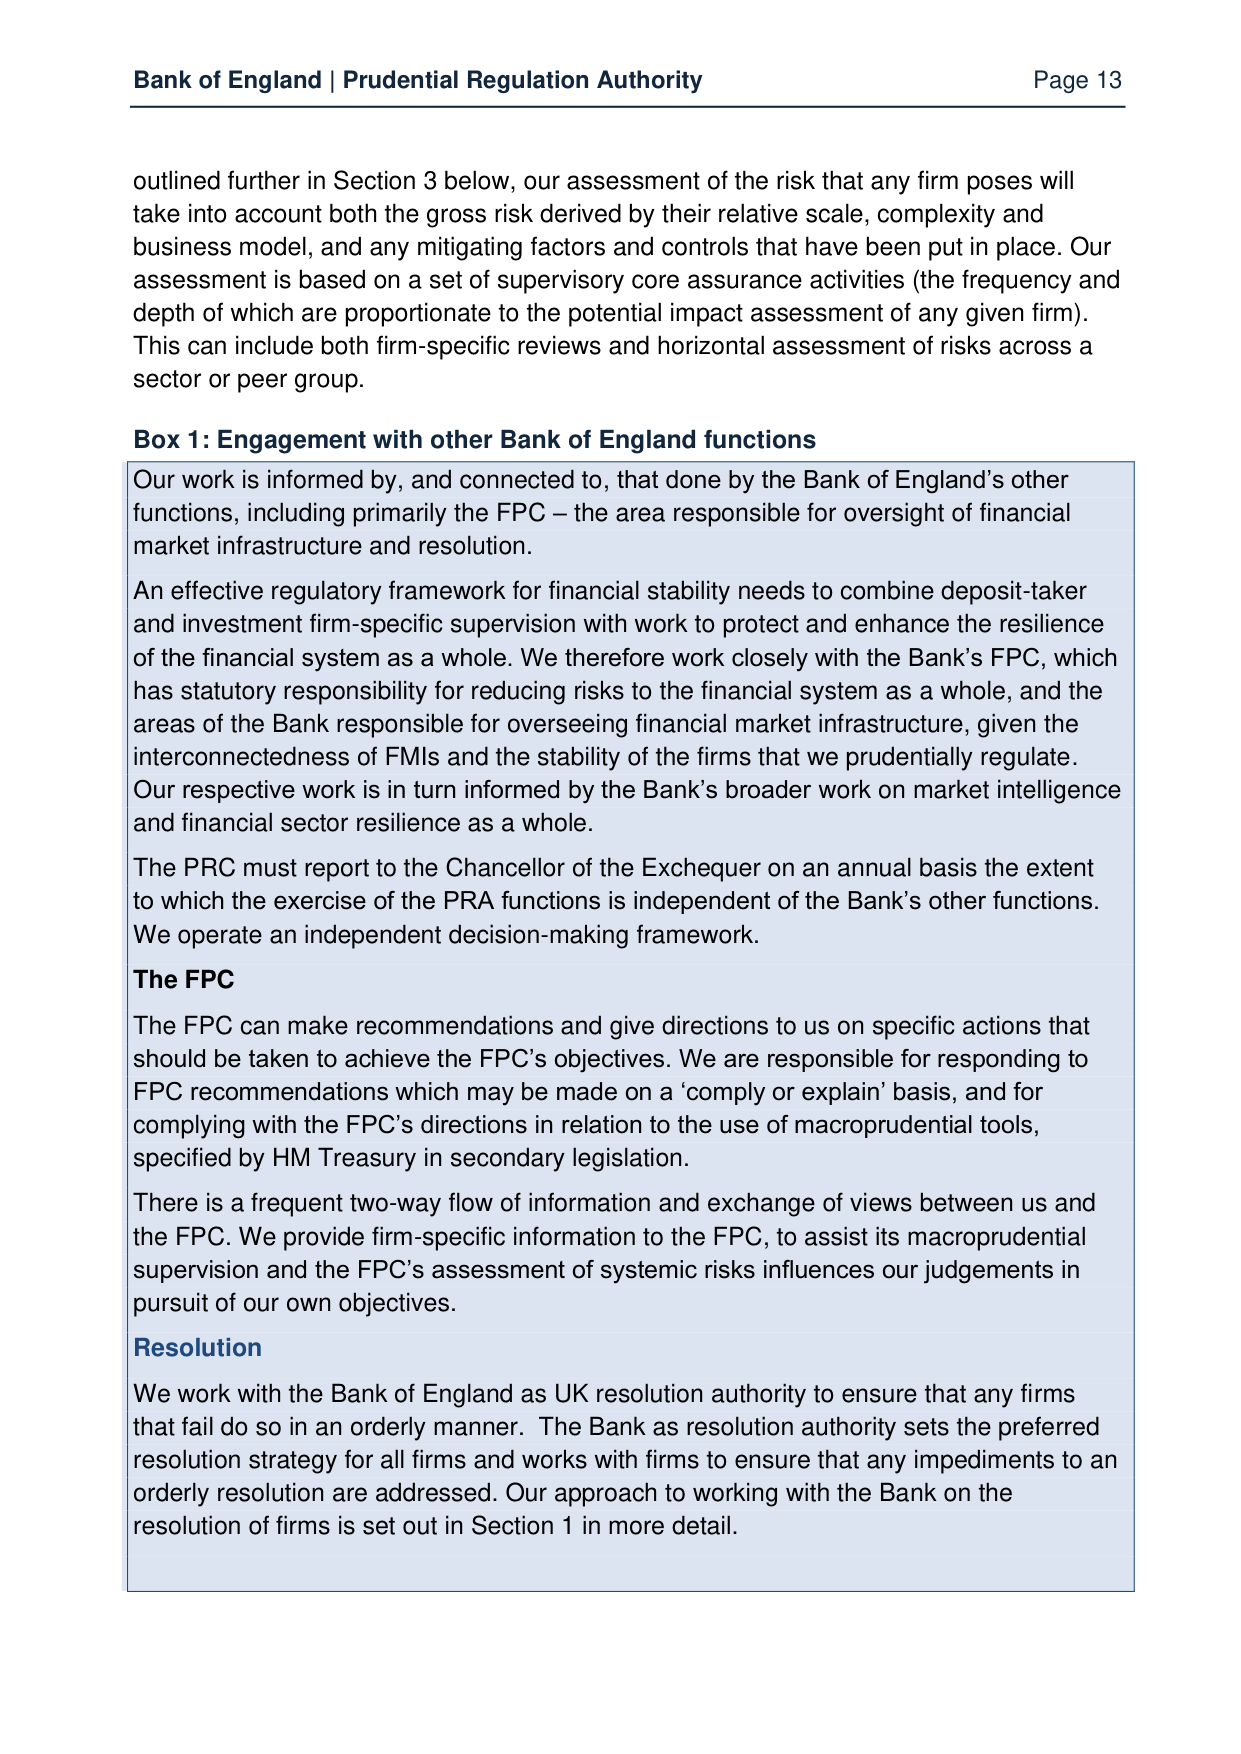 Bank of England | Prudential Regulation Authority Page 13
outlined further in Section 3 below, our assessment of the risk that any firm poses will
take into account both the gross risk derived by their relative scale, complexity and
business model, and any mitigating factors and controls that have been put in place. Our
assessment is based on a set of supervisory core assurance activities (the frequency and
depth of which are proportionate to the potential impact assessment of any given firm).
This can include both firm-specific reviews and horizontal assessment of risks across a
sector or peer group.
Box 1: Engagement with other Bank of England functions
Our work is informed by, and connected to, that done by the Bank of England’s other
functions, including primarily the FPC – the area responsible for oversight of financial
market infrastructure and resolution.
An effective regulatory framework for financial stability needs to combine deposit-taker
and investment firm-specific supervision with work to protect and enhance the resilience
of the financial system as a whole. We therefore work closely with the Bank’s FPC, which
has statutory responsibility for reducing risks to the financial system as a whole, and the
areas of the Bank responsible for overseeing financial market infrastructure, given the
interconnectedness of FMIs and the stability of the firms that we prudentially regulate.
Our respective work is in turn informed by the Bank’s broader work on market intelligence
and financial sector resilience as a whole.
The PRC must report to the Chancellor of the Exchequer on an annual basis the extent
to which the exercise of the PRA functions is independent of the Bank’s other functions.
We operate an independent decision-making framework.
The FPC
The FPC can make recommendations and give directions to us on specific actions that
should be taken to achieve the FPC’s objectives. We are responsible for responding to
FPC recommendations which may be made on a ‘comply or explain’ basis, and for
complying with the FPC’s directions in relation to the use of macroprudential tools,
specified by HM Treasury in secondary legislation.
There is a frequent two-way flow of information and exchange of views between us and
the FPC. We provide firm-specific information to the FPC, to assist its macroprudential
supervision and the FPC’s assessment of systemic risks influences our judgements in
pursuit of our own objectives.
Resolution
We work with the Bank of England as UK resolution authority to ensure that any firms
that fail do so in an orderly manner.  The Bank as resolution authority sets the preferred
resolution strategy for all firms and works with firms to ensure that any impediments to an
orderly resolution are addressed. Our approach to working with the Bank on the
resolution of firms is set out in Section 1 in more detail.